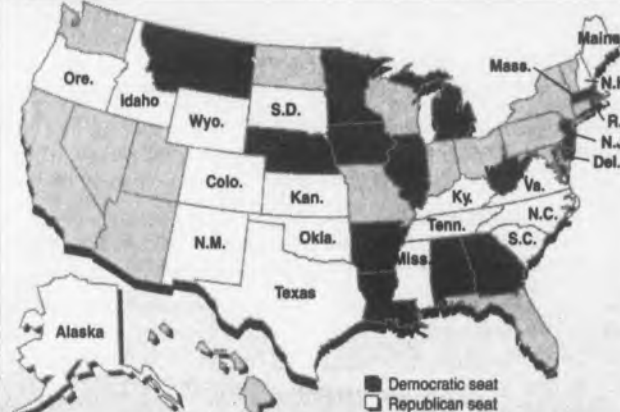 Maine
Mass.
N.H
Ore.
Idaho
S.D.
R.
Wyo.
N.J
Del.
Colo.
Kan.
Ky.
Va.
N.C.
Tenn.
N.M.
Okla.
S.C.
Miss.
Texas
Alaska
Democratic seat
Republican seat